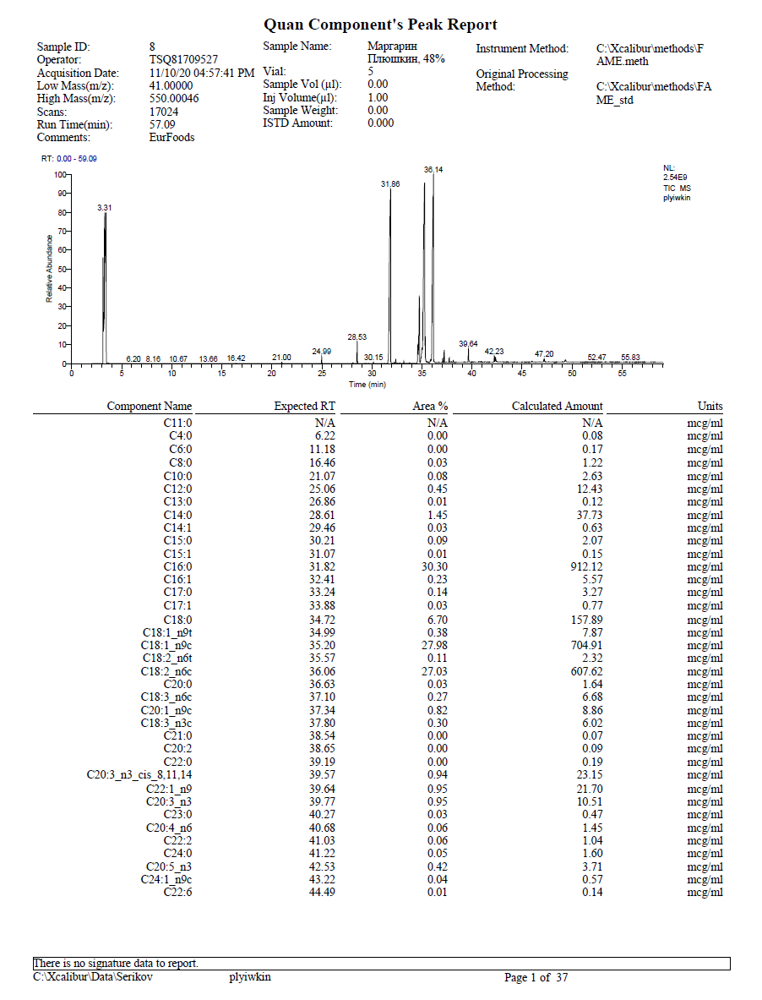 Quan Component's Peak Report
Sample ID: 8 Sample Name: Маргарин Плюшкин, 48% Instrument Method: C:\Xcalibur\methods\FAME.meth
Operator: TSQ81709527
Acquisition Date: 11/10/20 04:57:41 PM Vial: 5 Original Processing Method: C:\Xcalibur\methods\FAME_std
Low Mass(m/z): 41.00000 Sample Vol (µl): 0.00
High Mass(m/z): 550.00046 Inj Volume(µl): 1.00
Scans: 17024 Sample Weight: 0.00
Run Time(min): 57.09 ISTD Amount: 0.000
Comments: EurFoods
RT: 0.00 - 59.09
NL:
2.54E9
TIC MS
plyiwkin
Relative Abundance
100
90
80
70
60
50
40
30
20
10
0
3.31 6.20 8.16 10.67 13.66 16.42 21.00 24.99 28.53 30.15 31.86 36.14 39.64 42.23 47.20 52.47 55.83
0 5 10 15 20 25 30 35 40 45 50 55
Time (min)
Component Name Expected RT Area % Calculated Amount Units
C11:0 N/A N/A N/A mcg/ml
C4:0 6.22 0.00 0.08 mcg/ml
C6:0 11.18 0.00 0.17 mcg/ml
C8:0 16.46 0.03 1.22 mcg/ml
C10:0 21.07 0.08 2.63 mcg/ml
C12:0 25.06 0.45 12.43 mcg/ml
C13:0 26.86 0.01 0.12 mcg/ml
C14:0 28.61 1.45 37.73 mcg/ml
C14:1 29.46 0.03 0.63 mcg/ml
C15:0 30.21 0.09 2.07 mcg/ml
C15:1 31.07 0.01 0.15 mcg/ml
C16:0 31.82 30.30 912.12 mcg/ml
C16:1 32.41 0.23 5.57 mcg/ml
C17:0 33.24 0.14 3.27 mcg/ml
C17:1 33.88 0.03 0.77 mcg/ml
C18:0 34.72 6.70 157.89 mcg/ml
C18:1_n9t 34.99 0.38 7.87 mcg/ml
C18:1_n9c 35.20 27.98 704.91 mcg/ml
C18:2_n6t 35.57 0.11 2.32 mcg/ml
C18:2_n6c 36.06 27.03 607.62 mcg/ml
C20:0 36.63 0.03 1.64 mcg/ml
C18:3_n6c 37.10 0.27 6.68 mcg/ml
C20:1_n9c 37.34 0.82 8.86 mcg/ml
C18:3_n3c 37.80 0.30 6.02 mcg/ml
C21:0 38.54 0.00 0.07 mcg/ml
C20:2 38.65 0.00 0.09 mcg/ml
C22:0 39.19 0.00 0.19 mcg/ml
C20:3_n3_cis_8,11,14 39.57 0.94 23.15 mcg/ml
C22:1_n9 39.64 0.95 21.70 mcg/ml
C20:3_n3 39.77 0.95 10.51 mcg/ml
C23:0 40.27 0.03 0.47 mcg/ml
C20:4_n6 40.68 0.06 1.45 mcg/ml
C22:2 41.03 0.06 1.04 mcg/ml
C24:0 41.22 0.05 1.60 mcg/ml
C20:5_n3 42.53 0.42 3.71 mcg/ml
C24:1_n9c 43.22 0.04 0.57 mcg/ml
C22:6 44.49 0.01 0.14 mcg/ml
There is no signature data to report.
C:\Xcalibur\Data\Serikov plyiwkin Page 1 of 37